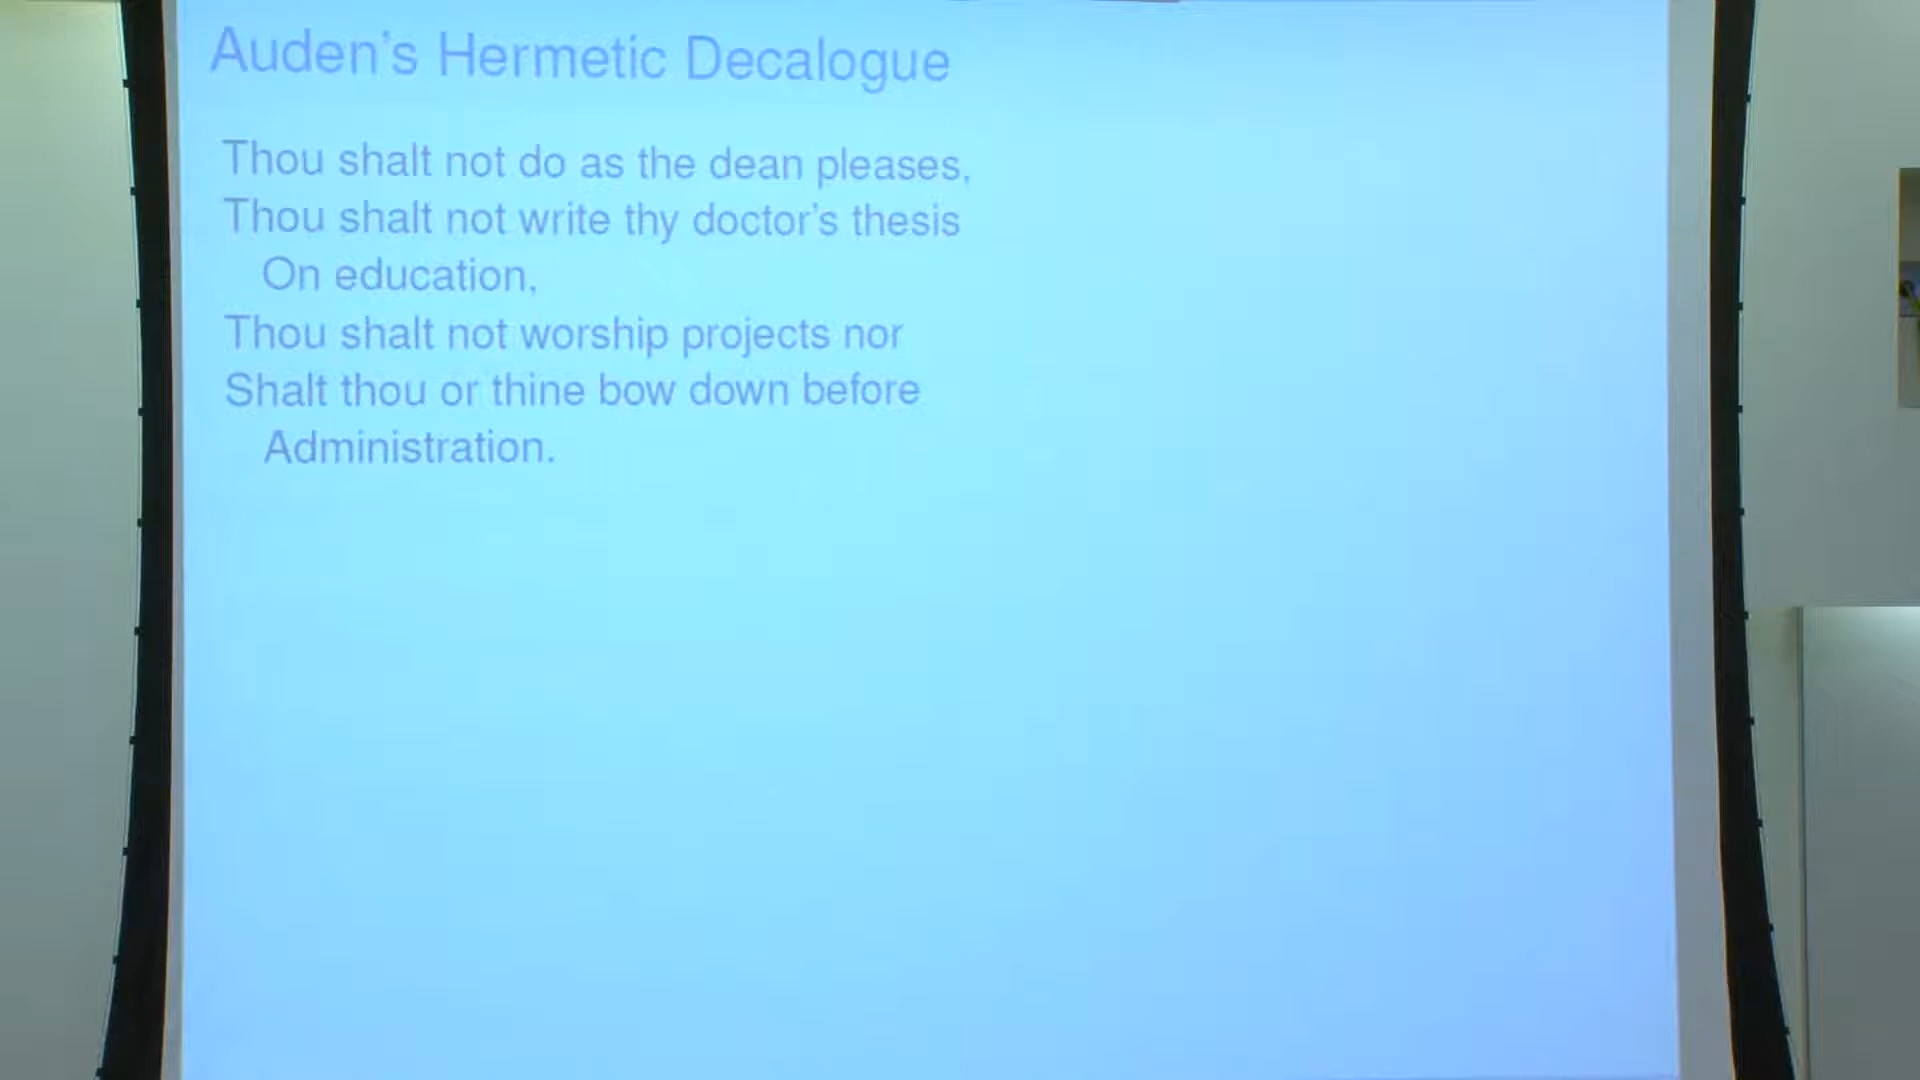 Auden's Hermetic Decalogue
Thou shalt not do as the dean pleases,
Thou shalt not write thy doctor's thesis
On education,
Thou shalt not worship projects nor
Shalt thou or thine bow down before
Administration.